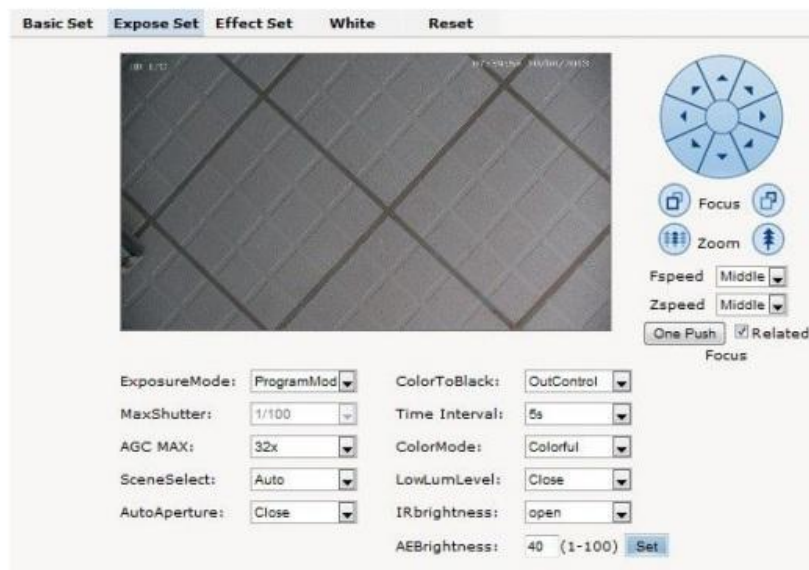 Basic Set Expose Set Effect Set White Reset
Focus
Zoom
Fspeed Middle
Zspeed Middle
One Push Related
Focus
ExposureMode: ProgramMod ColorToBlack: OutControl
MaxShutter: 1/100 Time Interval: 5s
AGC MAX: 32x ColorMode: Colorful
SceneSelect: Auto LowLumLevel: Close
AutoAperture: Close IRbrightness: open
AEBrightness: 40 (1-100) Set